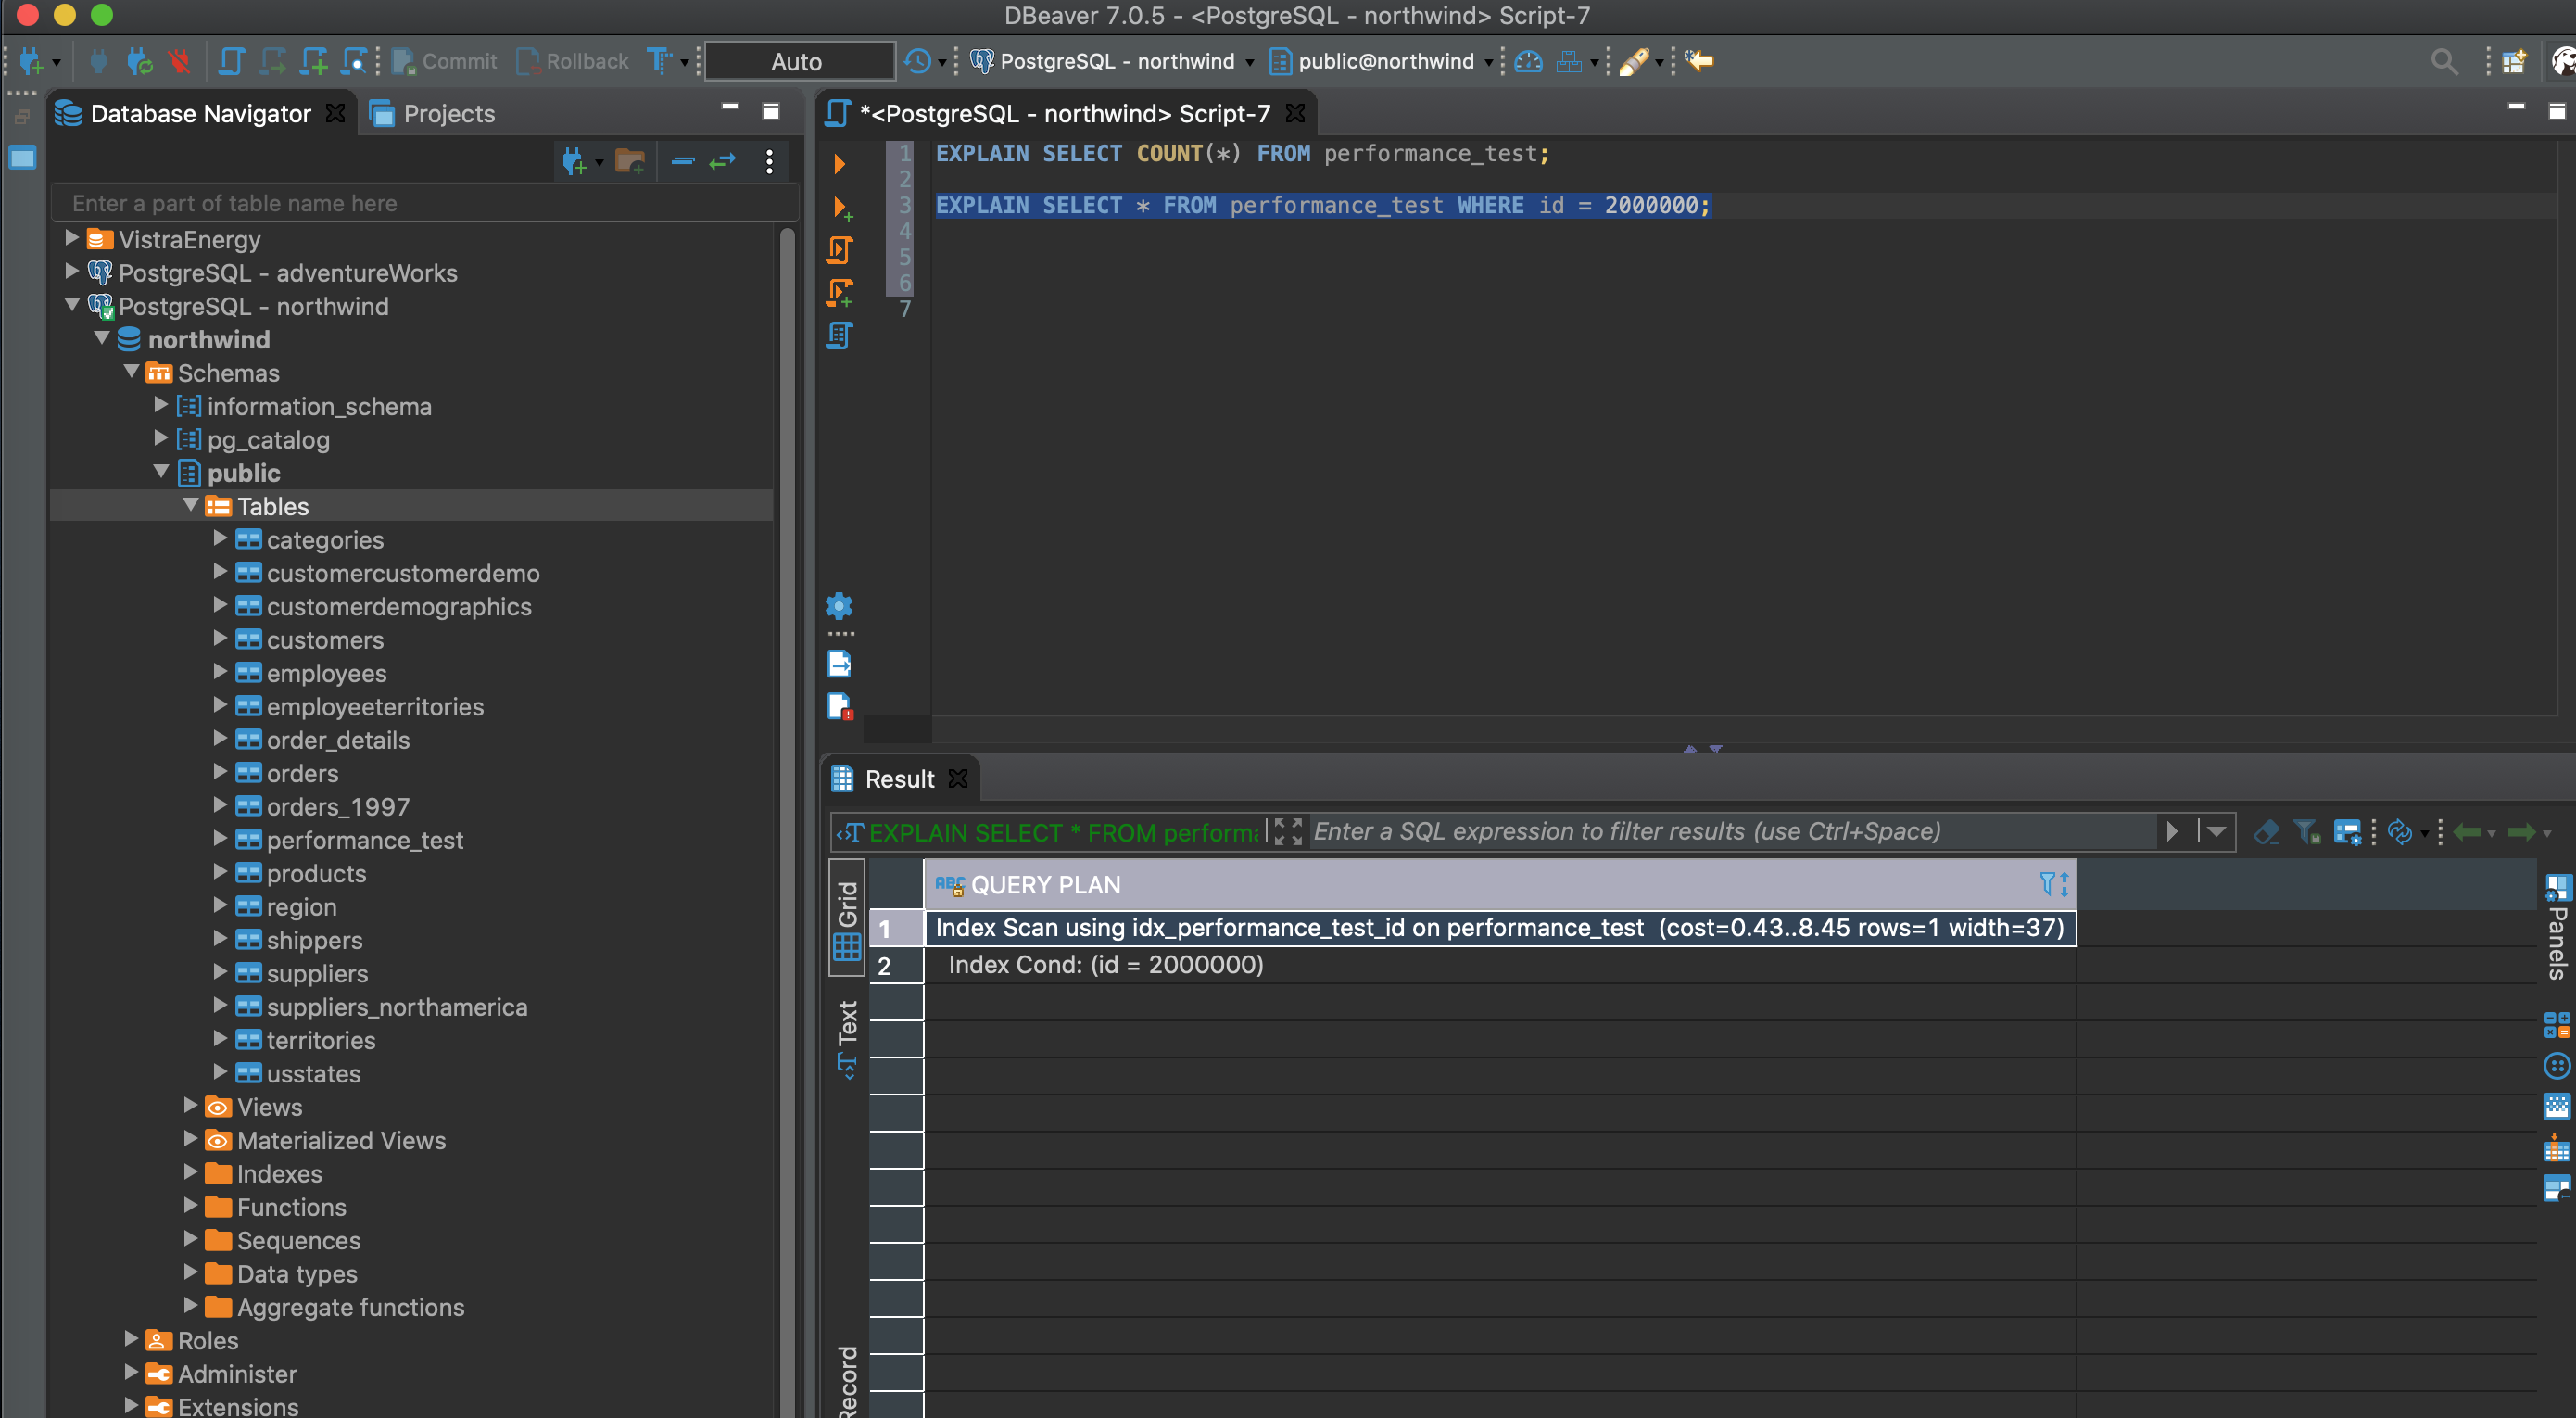 DBeaver 7.0.5 - <PostgreSQL - northwind> Script-7
Commit Rollback Auto PostgreSQL - northwind public@northwind
Database Navigator Projects
Enter a part of table name here
VistraEnergy
PostgreSQL - adventureWorks
PostgreSQL - northwind
northwind
Schemas
information_schema
pg_catalog
public
Tables
categories
customercustomerdemo
customerdemographics
customers
employees
employeeterritories
order_details
orders
orders_1997
performance_test
products
region
shippers
suppliers
suppliers_northamerica
territories
usstates
Views
Materialized Views
Indexes
Functions
Sequences
Data types
Aggregate functions
Roles
Administer
Extensions
*<PostgreSQL - northwind> Script-7
1 EXPLAIN SELECT COUNT(*) FROM performance_test;
2
3 EXPLAIN SELECT * FROM performance_test WHERE id = 2000000;
4
5
6
7
Result
EXPLAIN SELECT * FROM performa Enter a SQL expression to filter results (use Ctrl+Space)
ABC QUERY PLAN
1 Index Scan using idx_performance_test_id on performance_test (cost=0.43..8.45 rows=1 width=37)
2 Index Cond: (id = 2000000)
Grid
Text
Record
Panels